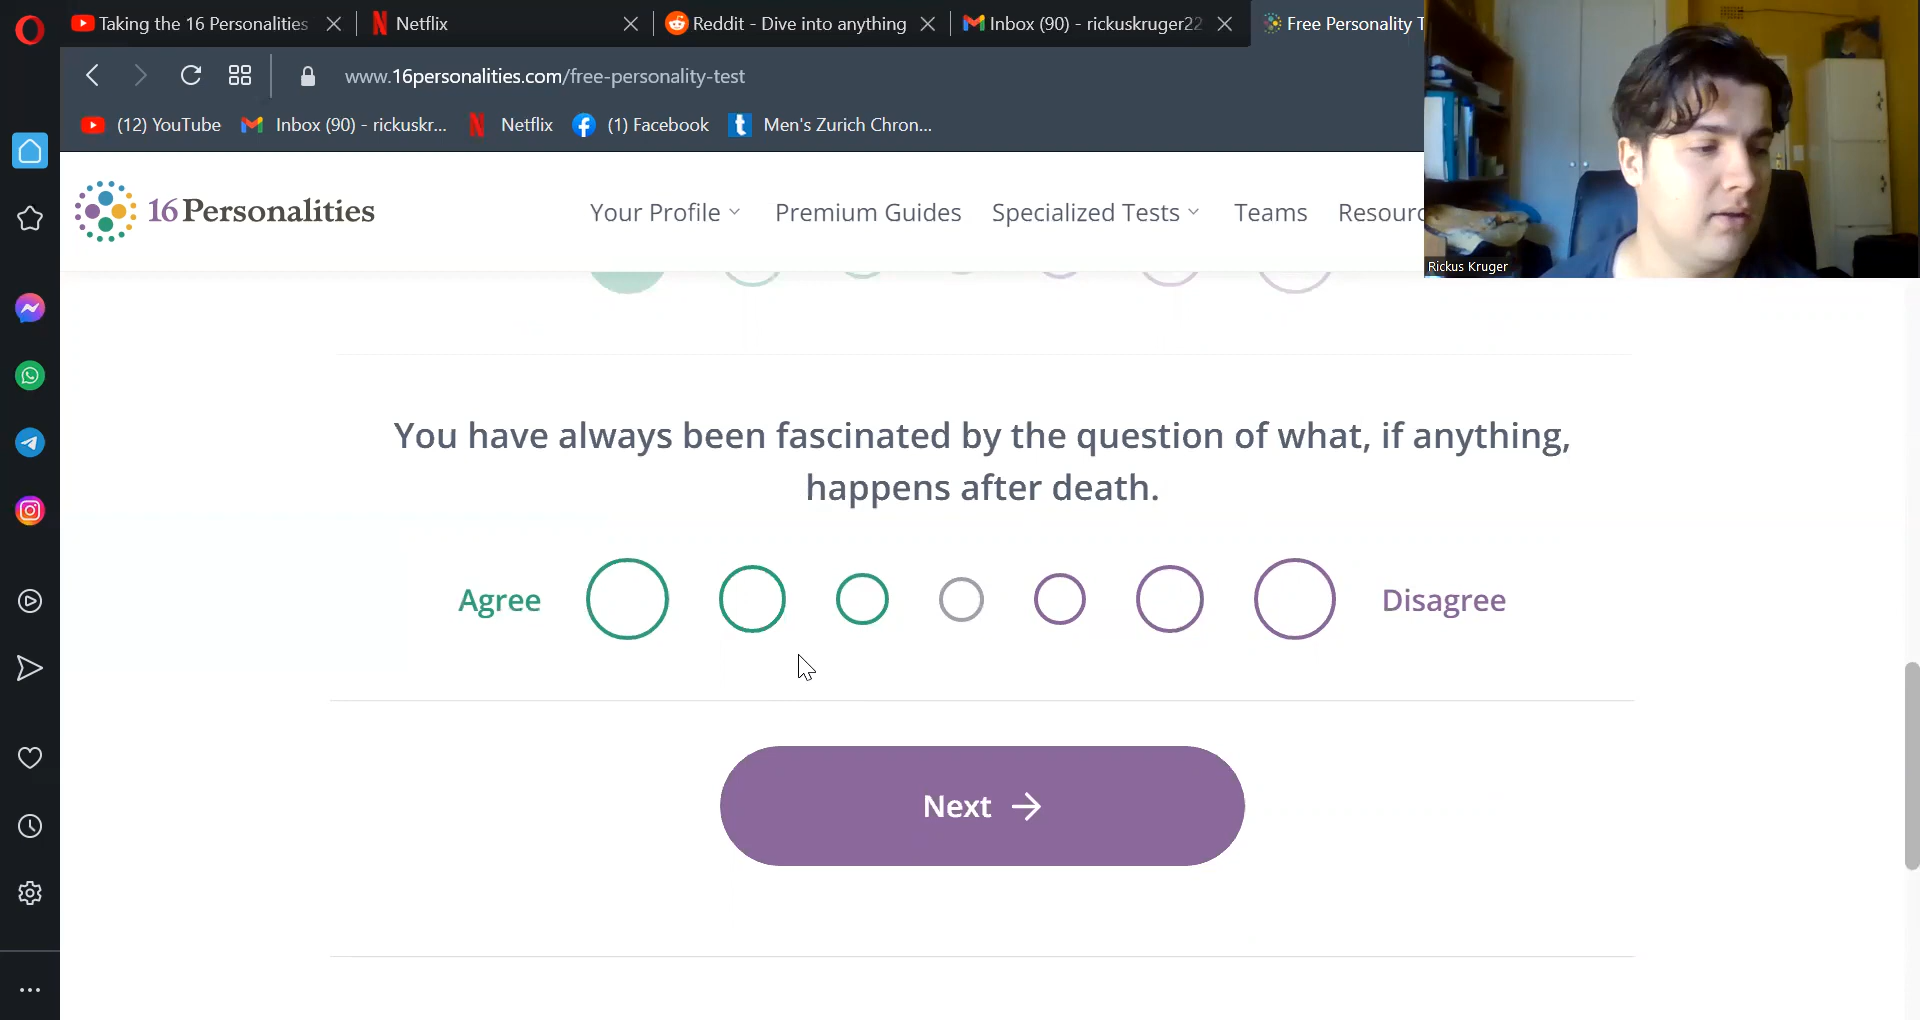 Taking the 16 Personalities
Netflix
Reddit - Dive into anything
Inbox (90) - rickuskruger22
Free Personality T
www.16personalities.com/free-personality-test
(12) YouTube
Inbox (90) - rickuskr...
Netflix
(1) Facebook
Men's Zurich Chron...
16Personalities
Your Profile
Premium Guides
Specialized Tests
Teams
Resourc
Rickus Kruger
You have always been fascinated by the question of what, if anything,
happens after death.
Agree
Disagree
Next